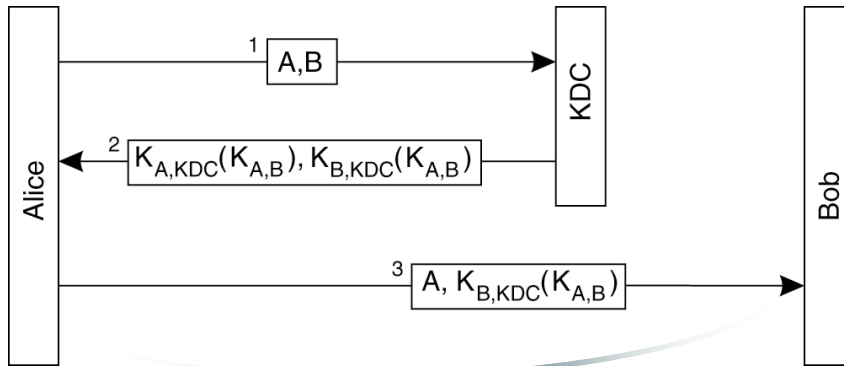 1
A,B
KDC
2
K_{A,KDC}(K_{A,B}), K_{B,KDC}(K_{A,B})
Alice
Bob
3
A, K_{B,KDC}(K_{A,B})